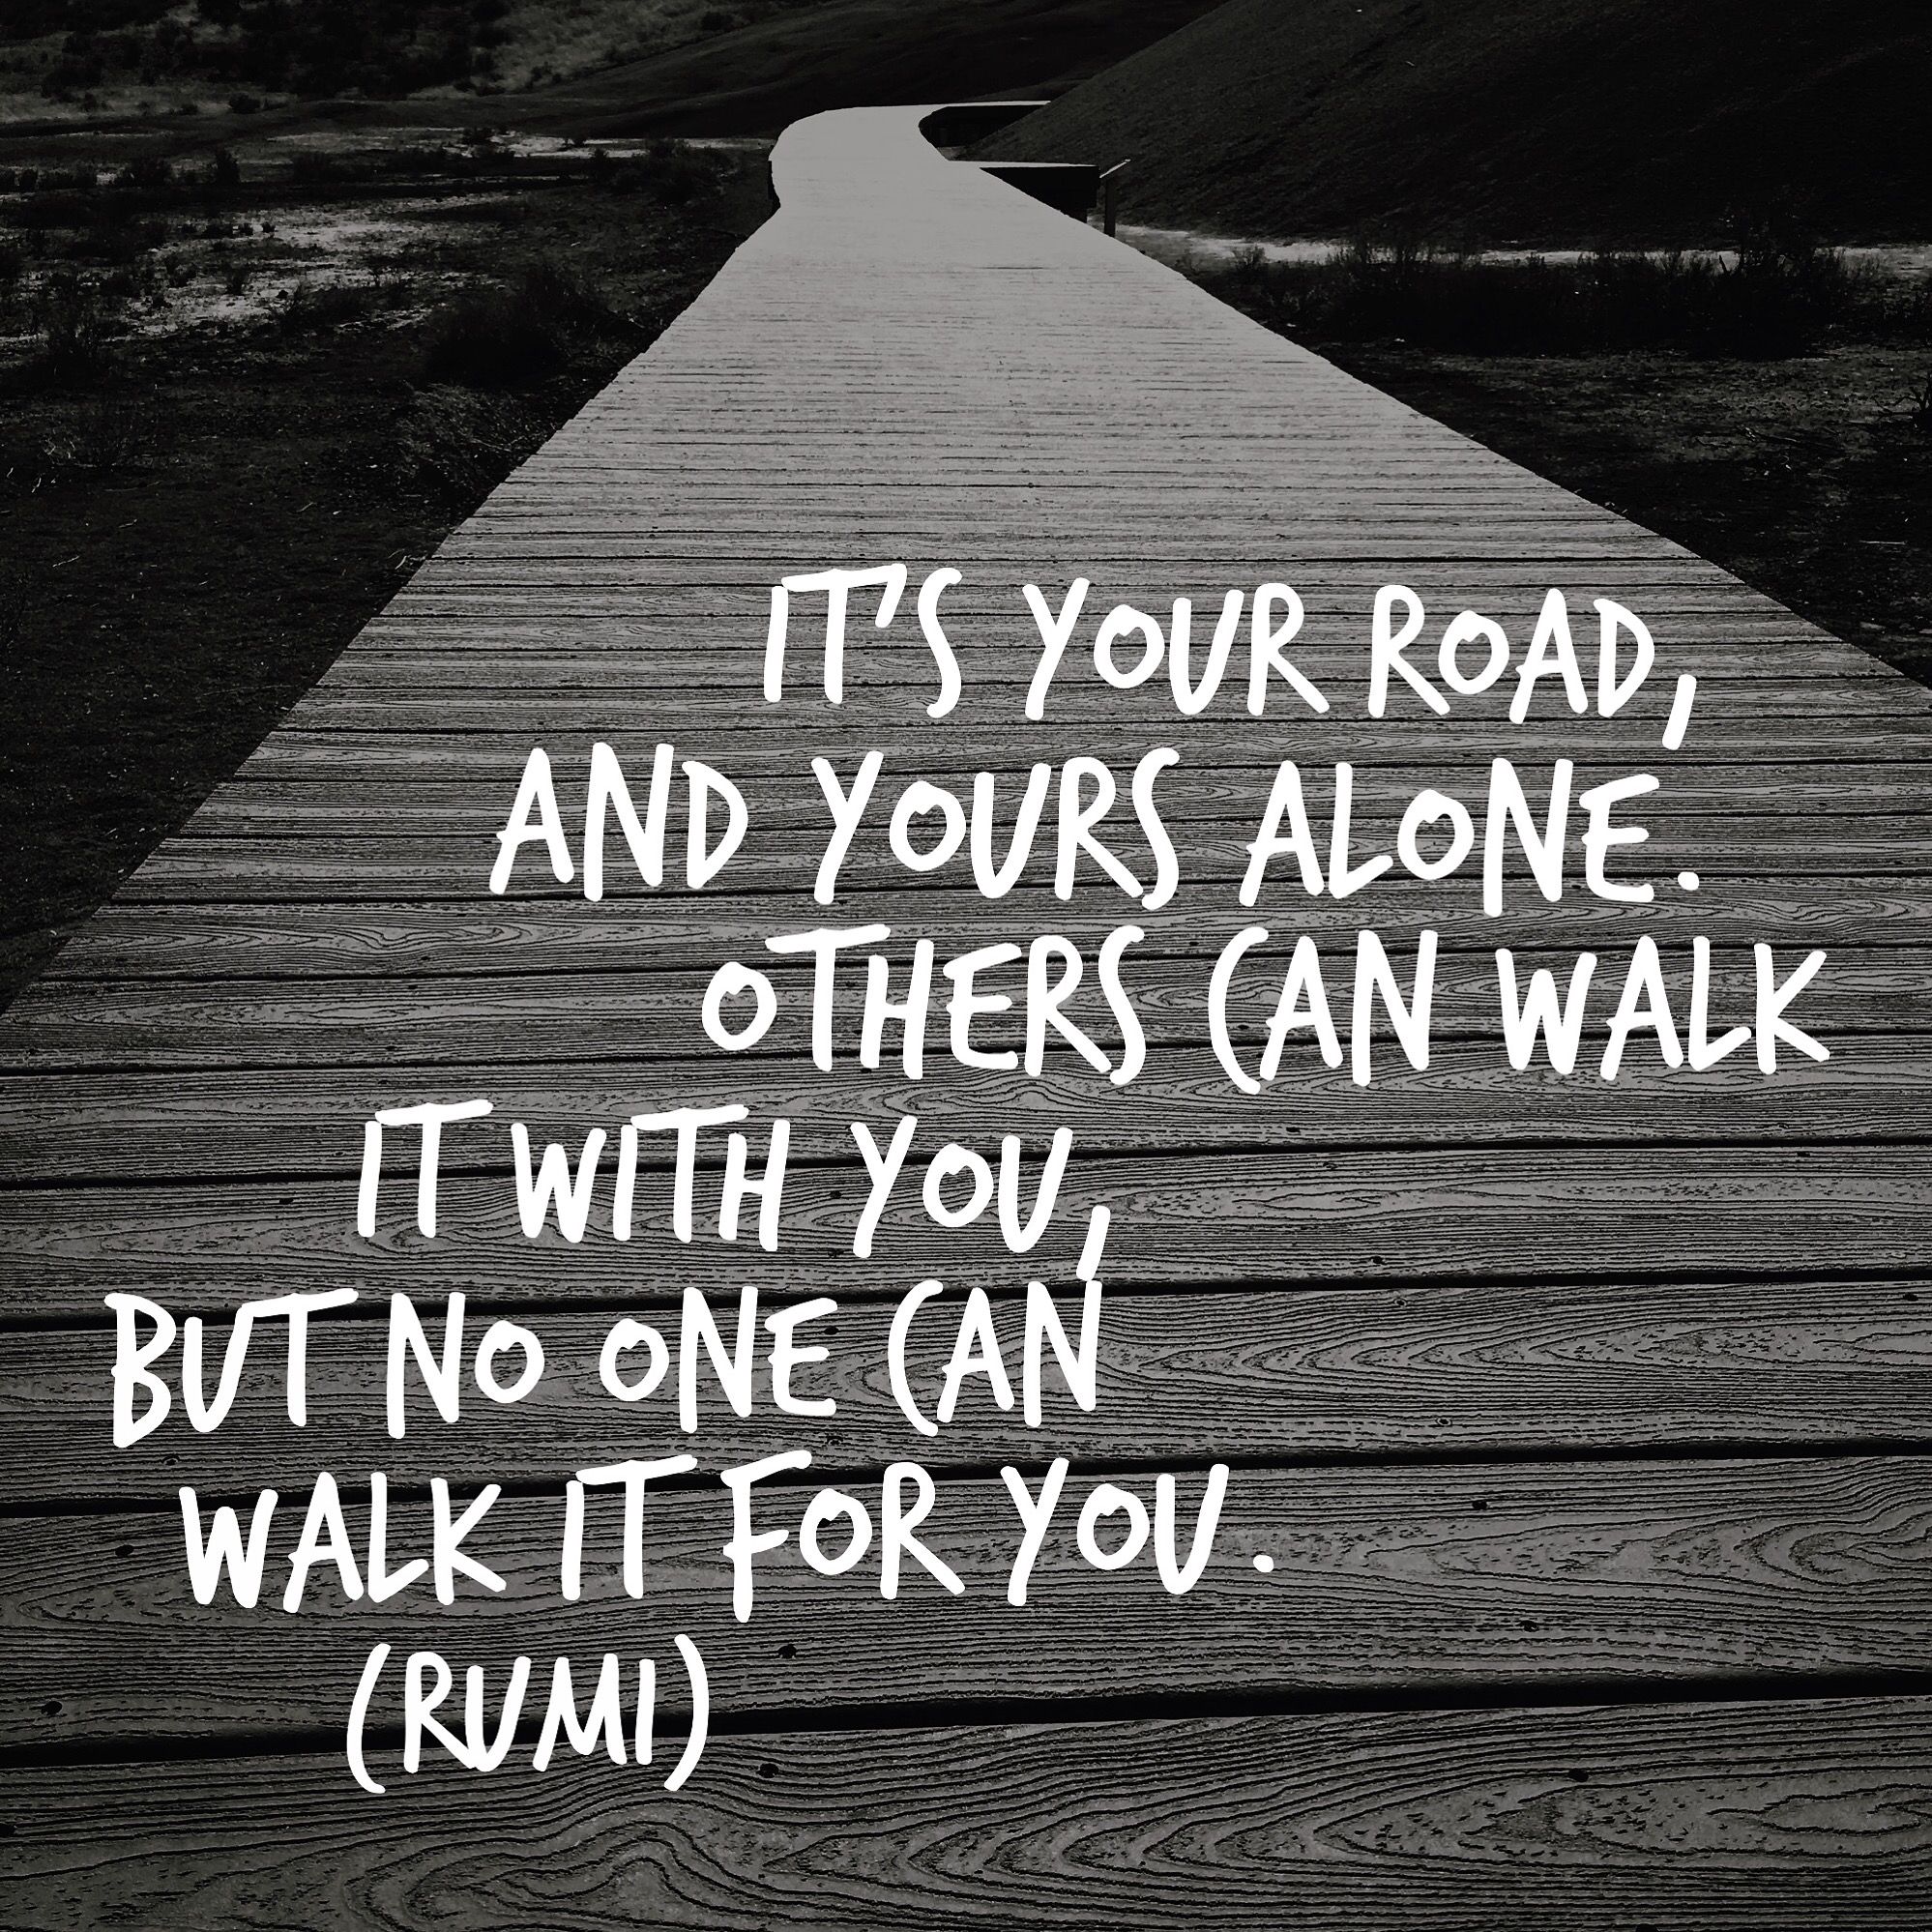 IT'S YOUR ROAD,
AND YOURS ALONE.
OTHERS CAN WALK
IT WITH YOU,
BUT NO ONE CAN
WALK IT FOR YOU.
(RUMI)